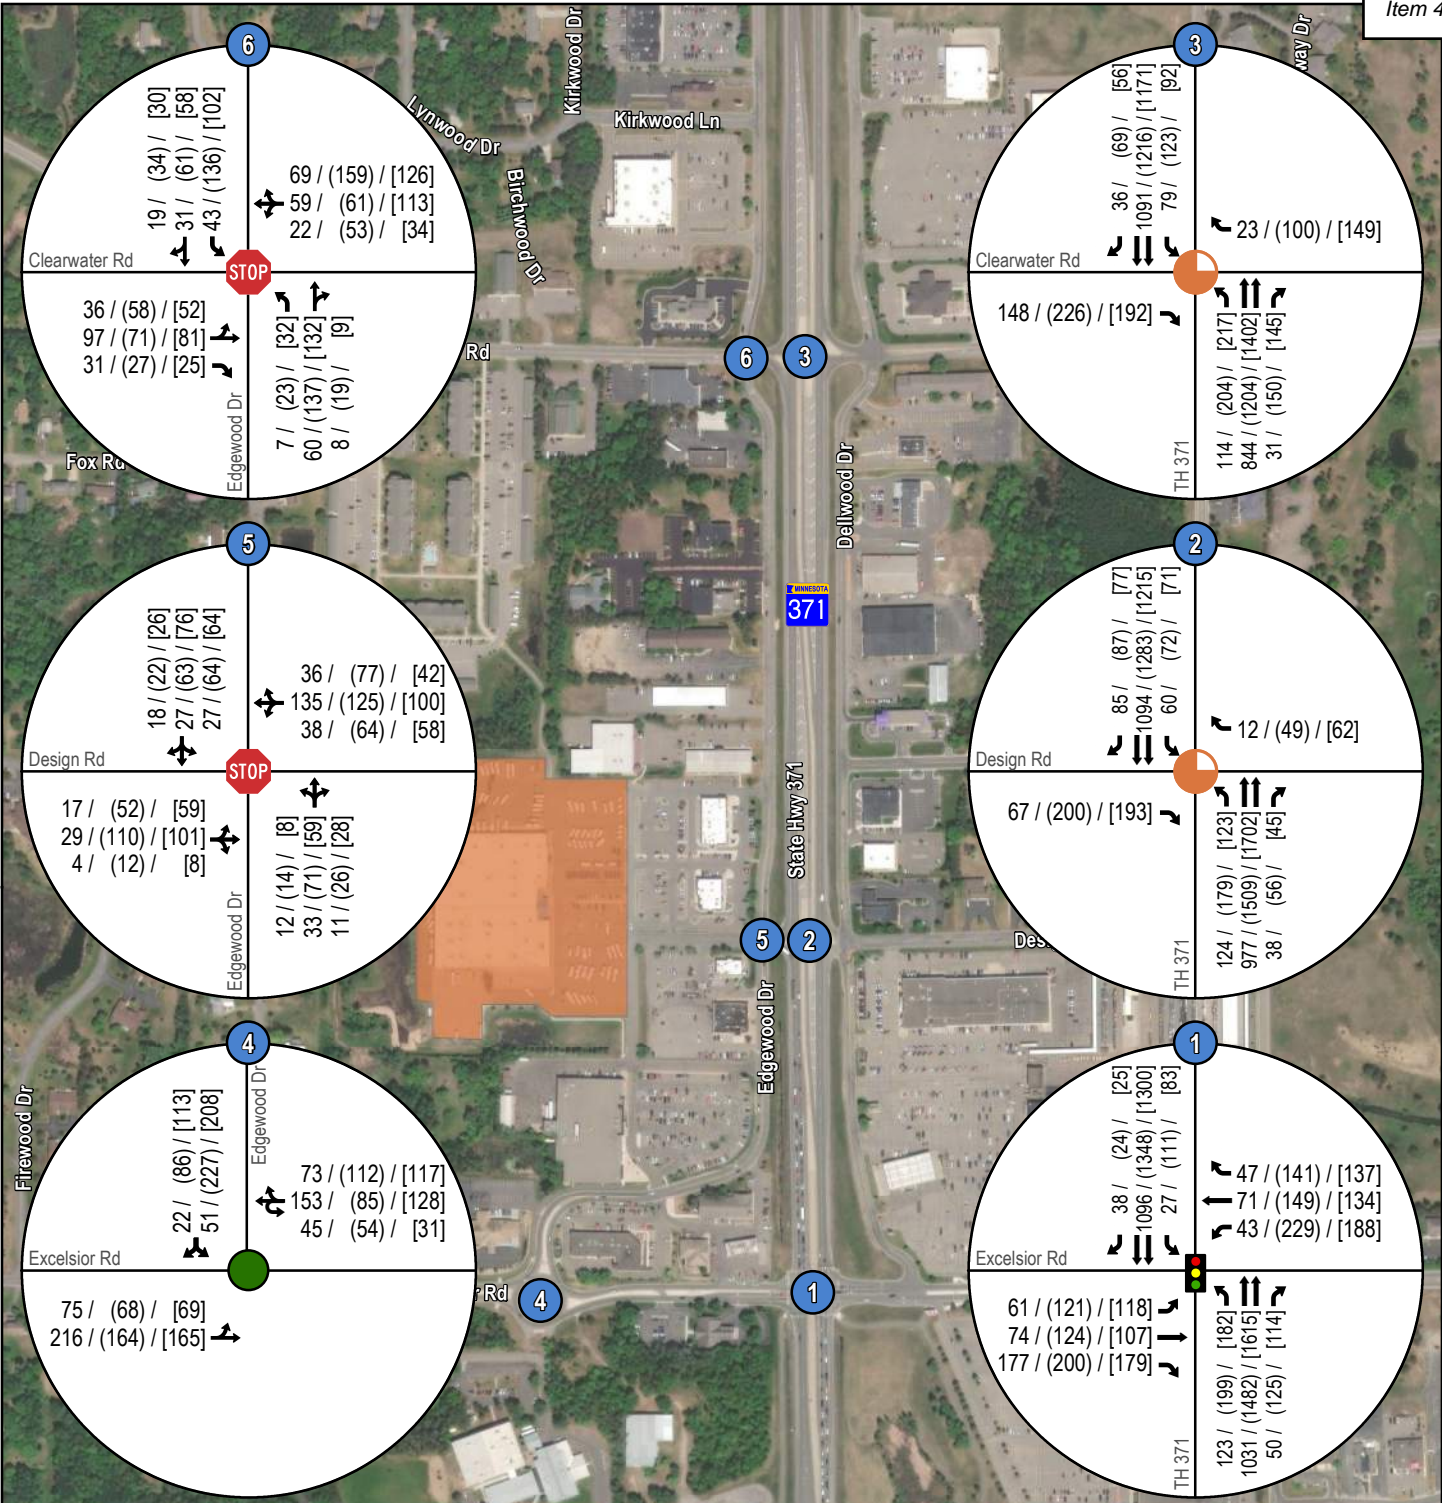 Item 4
6
19 / (34) / [30]
31 / (61) / [58]
43 / (136) / [102]
69 / (159) / [126]
59 / (61) / [113]
22 / (53) / [34]
Clearwater Rd
STOP
36 / (58) / [52]
97 / (71) / [81]
31 / (27) / [25]
7 / (23) / [32]
60 / (137) / [132]
8 / (19) / [9]
Edgewood Dr
Kirkwood Dr
Kirkwood Ln
Lynwood Dr
Birchwood Dr
way Dr
3
36 / (69) / [56]
1091 / (1216) / [1171]
79 / (123) / [92]
23 / (100) / [149]
Clearwater Rd
148 / (226) / [192]
114 / (204) / [217]
844 / (1204) / [1402]
31 / (150) / [145]
TH 371
Rd
6
3
Fox Rd
Dellwood Dr
5
18 / (22) / [26]
27 / (63) / [76]
27 / (64) / [64]
36 / (77) / [42]
135 / (125) / [100]
38 / (64) / [58]
Design Rd
STOP
17 / (52) / [59]
29 / (110) / [101]
4 / (12) / [8]
12 / (14) / [8]
33 / (71) / [59]
11 / (26) / [28]
Edgewood Dr
MINNESOTA
371
State Hwy 371
2
85 / (87) / [77]
1094 / (1283) / [1215]
60 / (72) / [71]
12 / (49) / [62]
Design Rd
67 / (200) / [193]
124 / (179) / [123]
977 / (1509) / [1702]
38 / (56) / [45]
TH 371
5
2
Des
Edgewood Dr
Firewood Dr
4
22 / (86) / [113]
51 / (227) / [208]
Edgewood Dr
73 / (112) / [117]
153 / (85) / [128]
45 / (54) / [31]
Excelsior Rd
75 / (68) / [69]
216 / (164) / [165]
r Rd
4
1
1
38 / (24) / [25]
1096 / (1348) / [1300]
27 / (111) / [83]
47 / (141) / [137]
71 / (149) / [134]
43 / (229) / [188]
Excelsior Rd
61 / (121) / [118]
74 / (124) / [107]
177 / (200) / [179]
123 / (199) / [182]
1031 / (1482) / [1615]
50 / (125) / [114]
TH 371